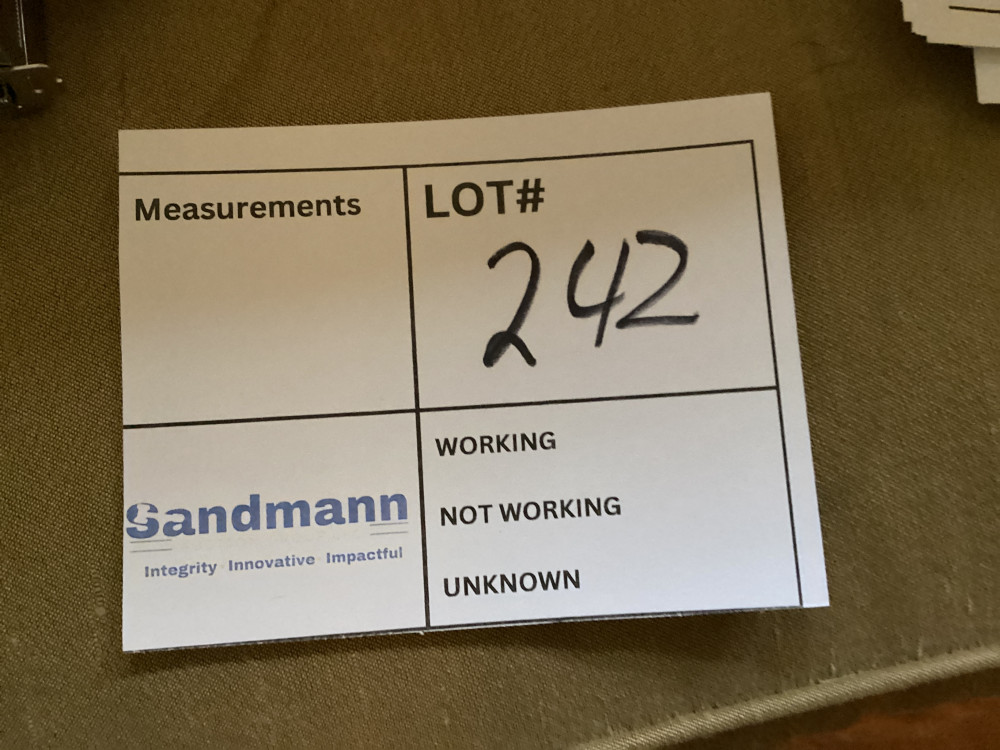 Measurements
LOT#
242
Sandmann
Integrity Innovative Impactful
WORKING
NOT WORKING
UNKNOWN